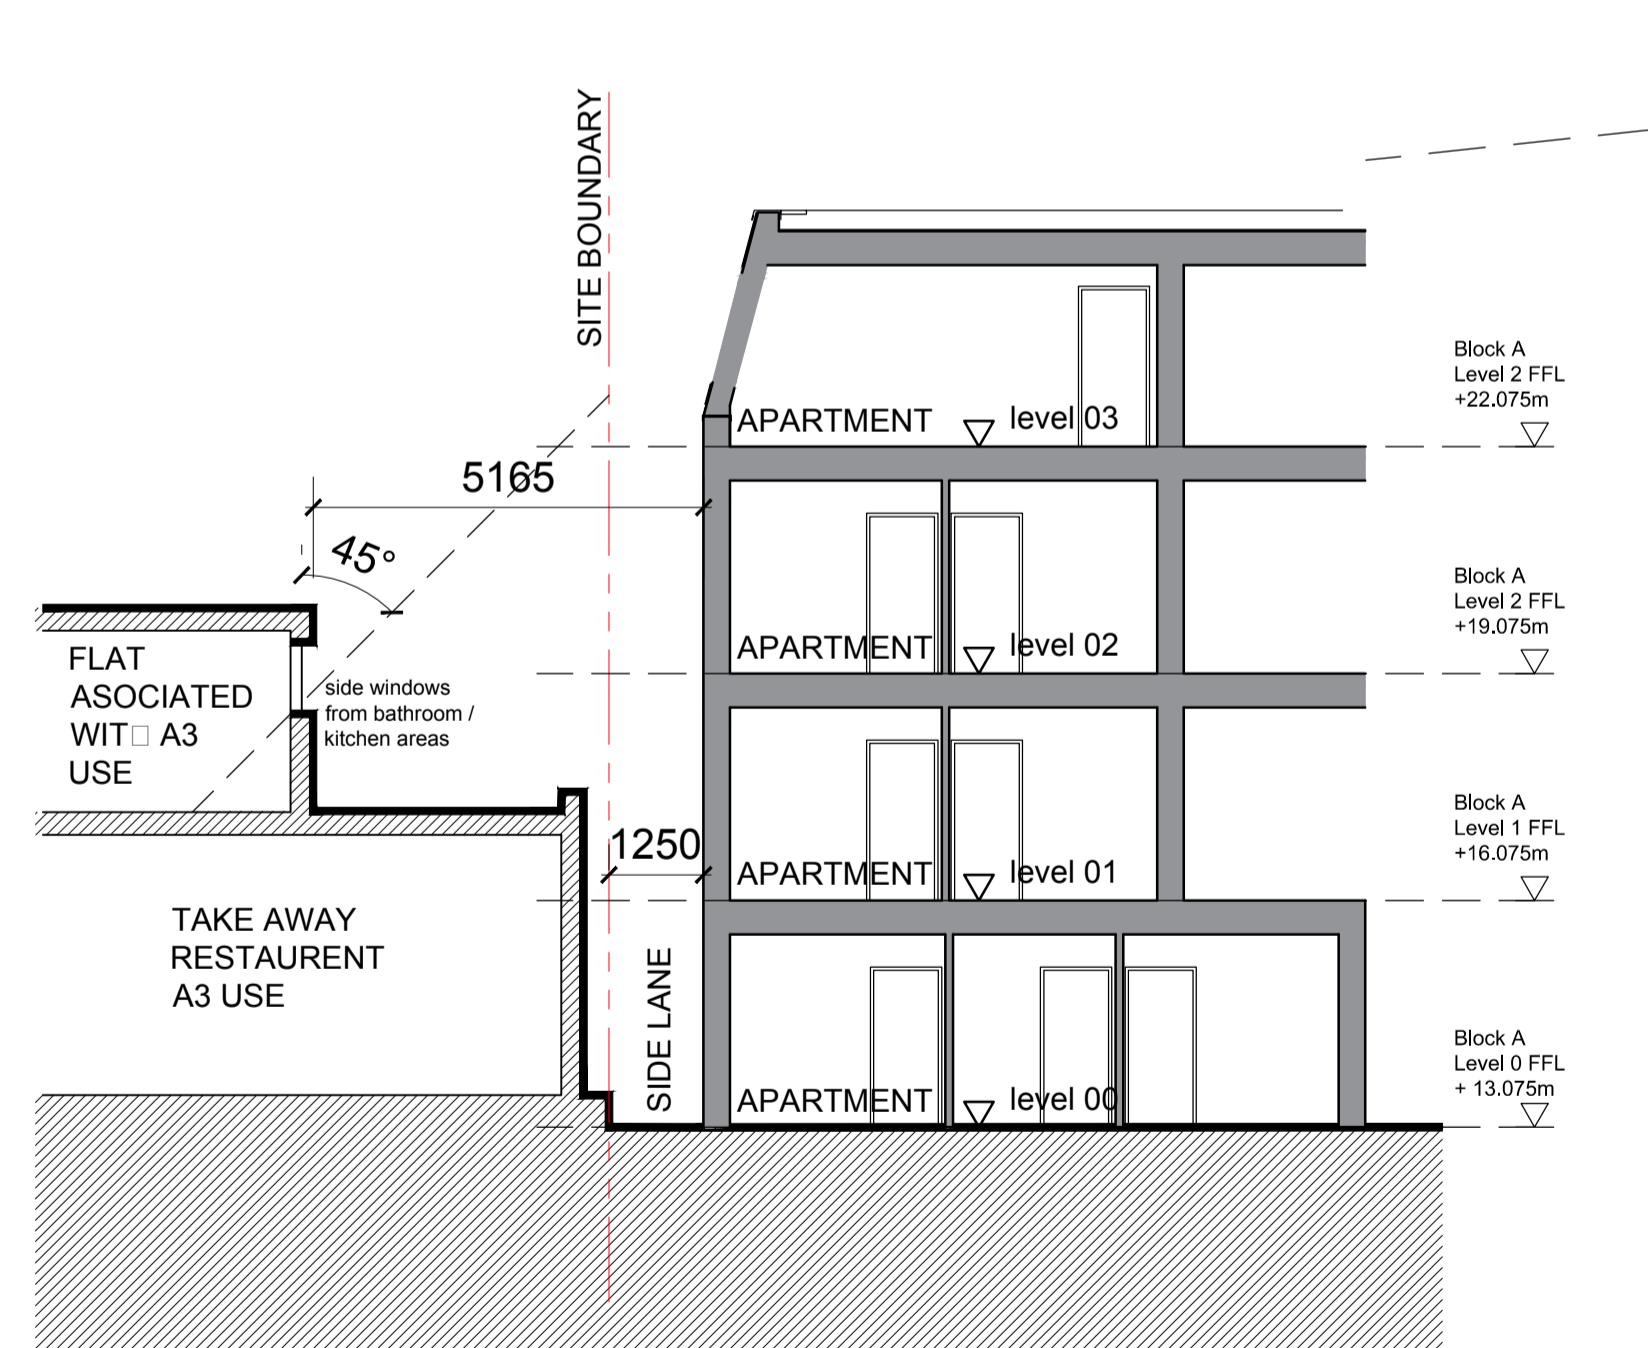 SITE BOUNDARY
Block A
Level 2 FFL
+22.075m
APARTMENT
level 03
5165
45°
Block A
Level 2 FFL
+19.075m
APARTMENT
level 02
FLAT
ASOCIATED
WIT□ A3
USE
side windows
from bathroom /
kitchen areas
Block A
Level 1 FFL
+16.075m
1250
APARTMENT
level 01
TAKE AWAY
RESTAURENT
A3 USE
SIDE LANE
Block A
Level 0 FFL
+ 13.075m
APARTMENT
level 00